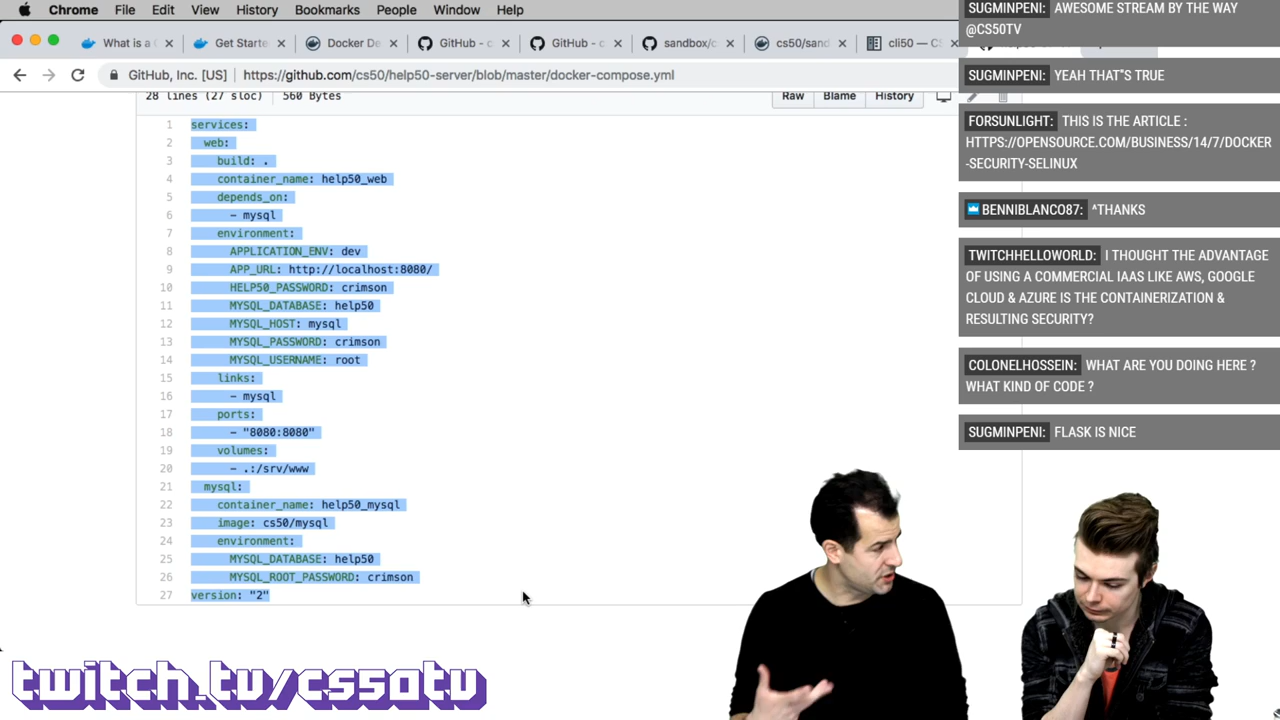 Chrome File Edit View History Bookmarks People Window Help
What is a
Get Starte
Docker De
GitHub - c
GitHub - c
sandbox/c
cs50/sand
cli50 — CS
GitHub, Inc. [US] | https://github.com/cs50/help50-server/blob/master/docker-compose.yml
28 lines (27 sloc) | 560 Bytes
Raw Blame History
1 services:
2 web:
3 build: .
4 container_name: help50_web
5 depends_on:
6 - mysql
7 environment:
8 APPLICATION_ENV: dev
9 APP_URL: http://localhost:8080/
10 HELP50_PASSWORD: crimson
11 MYSQL_DATABASE: help50
12 MYSQL_HOST: mysql
13 MYSQL_PASSWORD: crimson
14 MYSQL_USERNAME: root
15 links:
16 - mysql
17 ports:
18 - "8080:8080"
19 volumes:
20 - .:/srv/www
21 mysql:
22 container_name: help50_mysql
23 image: cs50/mysql
24 environment:
25 MYSQL_DATABASE: help50
26 MYSQL_ROOT_PASSWORD: crimson
27 version: "2"
SUGMINPENI: AWESOME STREAM BY THE WAY
@CS50TV
SUGMINPENI: YEAH THAT"S TRUE
FORSUNLIGHT: THIS IS THE ARTICLE :
HTTPS://OPENSOURCE.COM/BUSINESS/14/7/DOCKER
-SECURITY-SELINUX
BENNIBLANCO87: ^THANKS
TWITCHHELLOWORLD: I THOUGHT THE ADVANTAGE
OF USING A COMMERCIAL IAAS LIKE AWS, GOOGLE
CLOUD & AZURE IS THE CONTAINERIZATION &
RESULTING SECURITY?
COLONELHOSSEIN: WHAT ARE YOU DOING HERE ?
WHAT KIND OF CODE ?
SUGMINPENI: FLASK IS NICE
twitch.tv/cs50tv